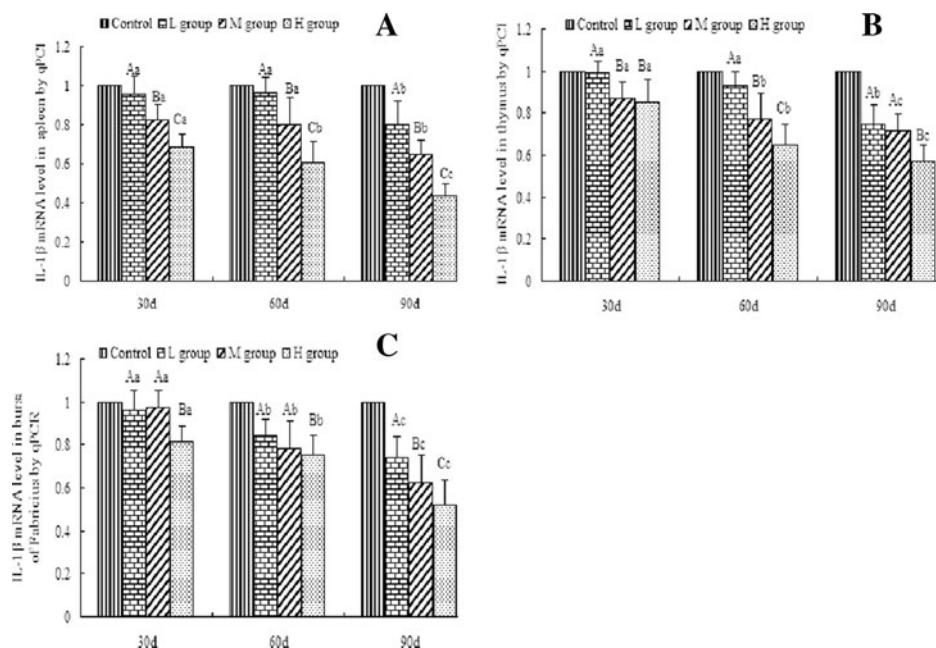 Control L group M group H group A
IL-1β mRNA level in spleen by qPCI
1.2
1
0.8
0.6
0.4
0.2
0
Aa Ba Ca
Aa Ba Cb
Ab Bb Cc
30d 60d 90d
Control L group M group H group B
IL-1β mRNA level in thymus by qPCI
1.2
1
0.8
0.6
0.4
0.2
0
Aa Ba Ba
Aa Bb Cb
Ab Ac Bc
30d 60d 90d
Control L group M group H group C
IL-1β mRNA level in burs
of Fabricius by qPCR
1.2
1
0.8
0.6
0.4
0.2
0
Aa Aa Ba
Ab Ab Bb
Ac Bc Cc
30d 60d 90d